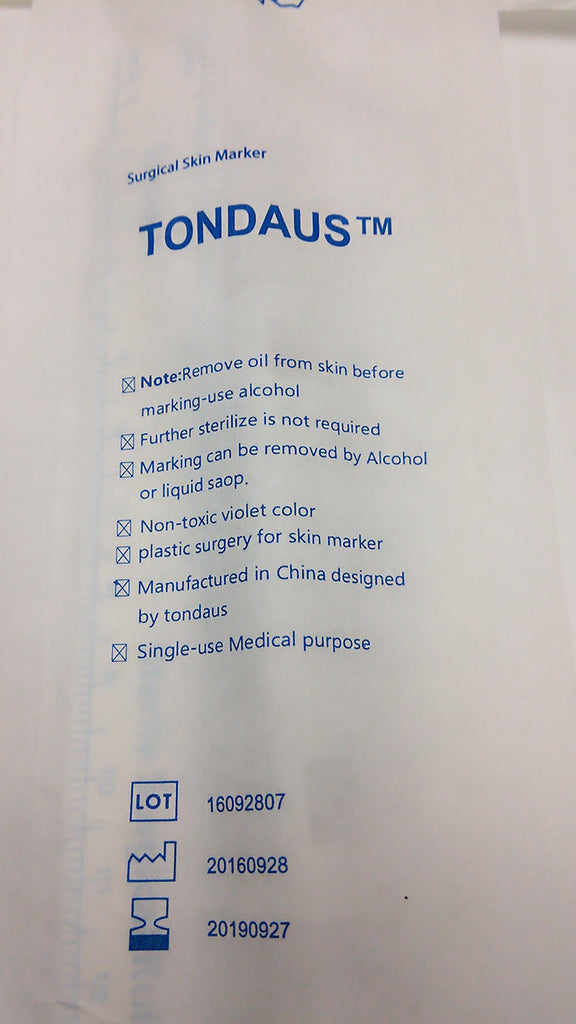 Surgical Skin Marker
TONDAUS™
Note:Remove oil from skin before
marking-use alcohol
Further sterilize is not required
Marking can be removed by Alcohol
or liquid saop.
Non-toxic violet color
plastic surgery for skin marker
Manufactured in China designed
by tondaus
Single-use Medical purpose
LOT 16092807
20160928
20190927